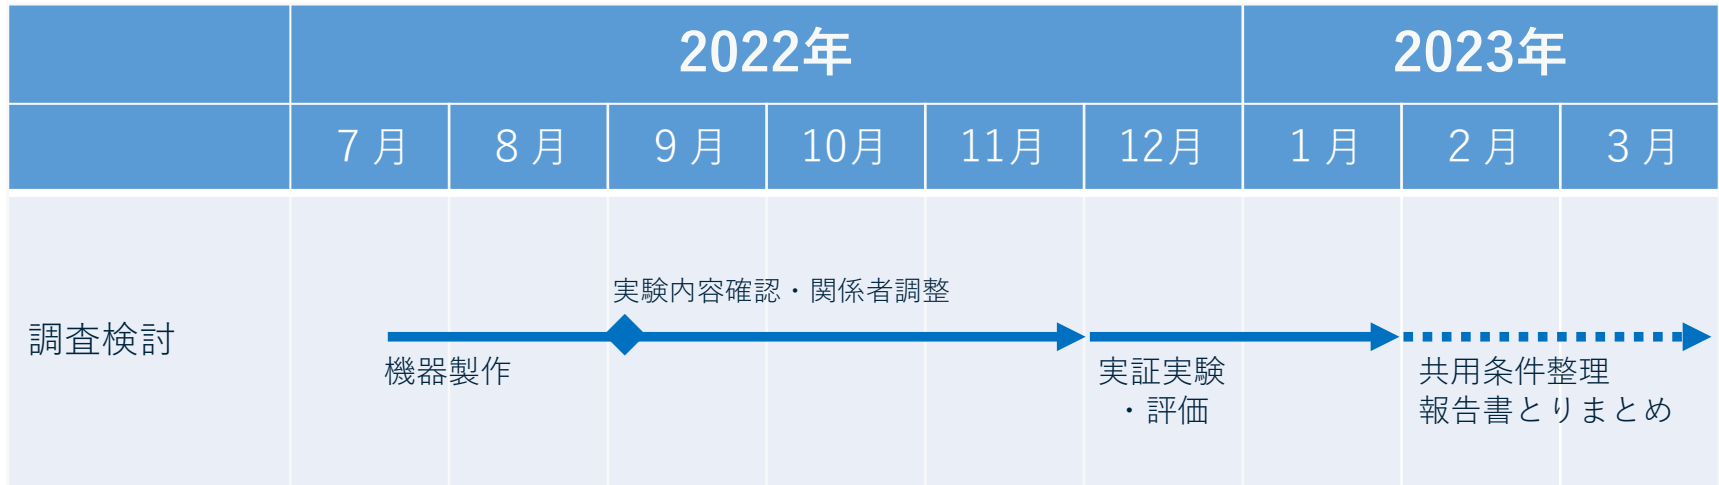 2022年
2023年
7月
8月
9月
10月
11月
12月
1月
2月
3月
調査検討
実験内容確認・関係者調整
機器製作
実証実験
・評価
共用条件整理
報告書とりまとめ